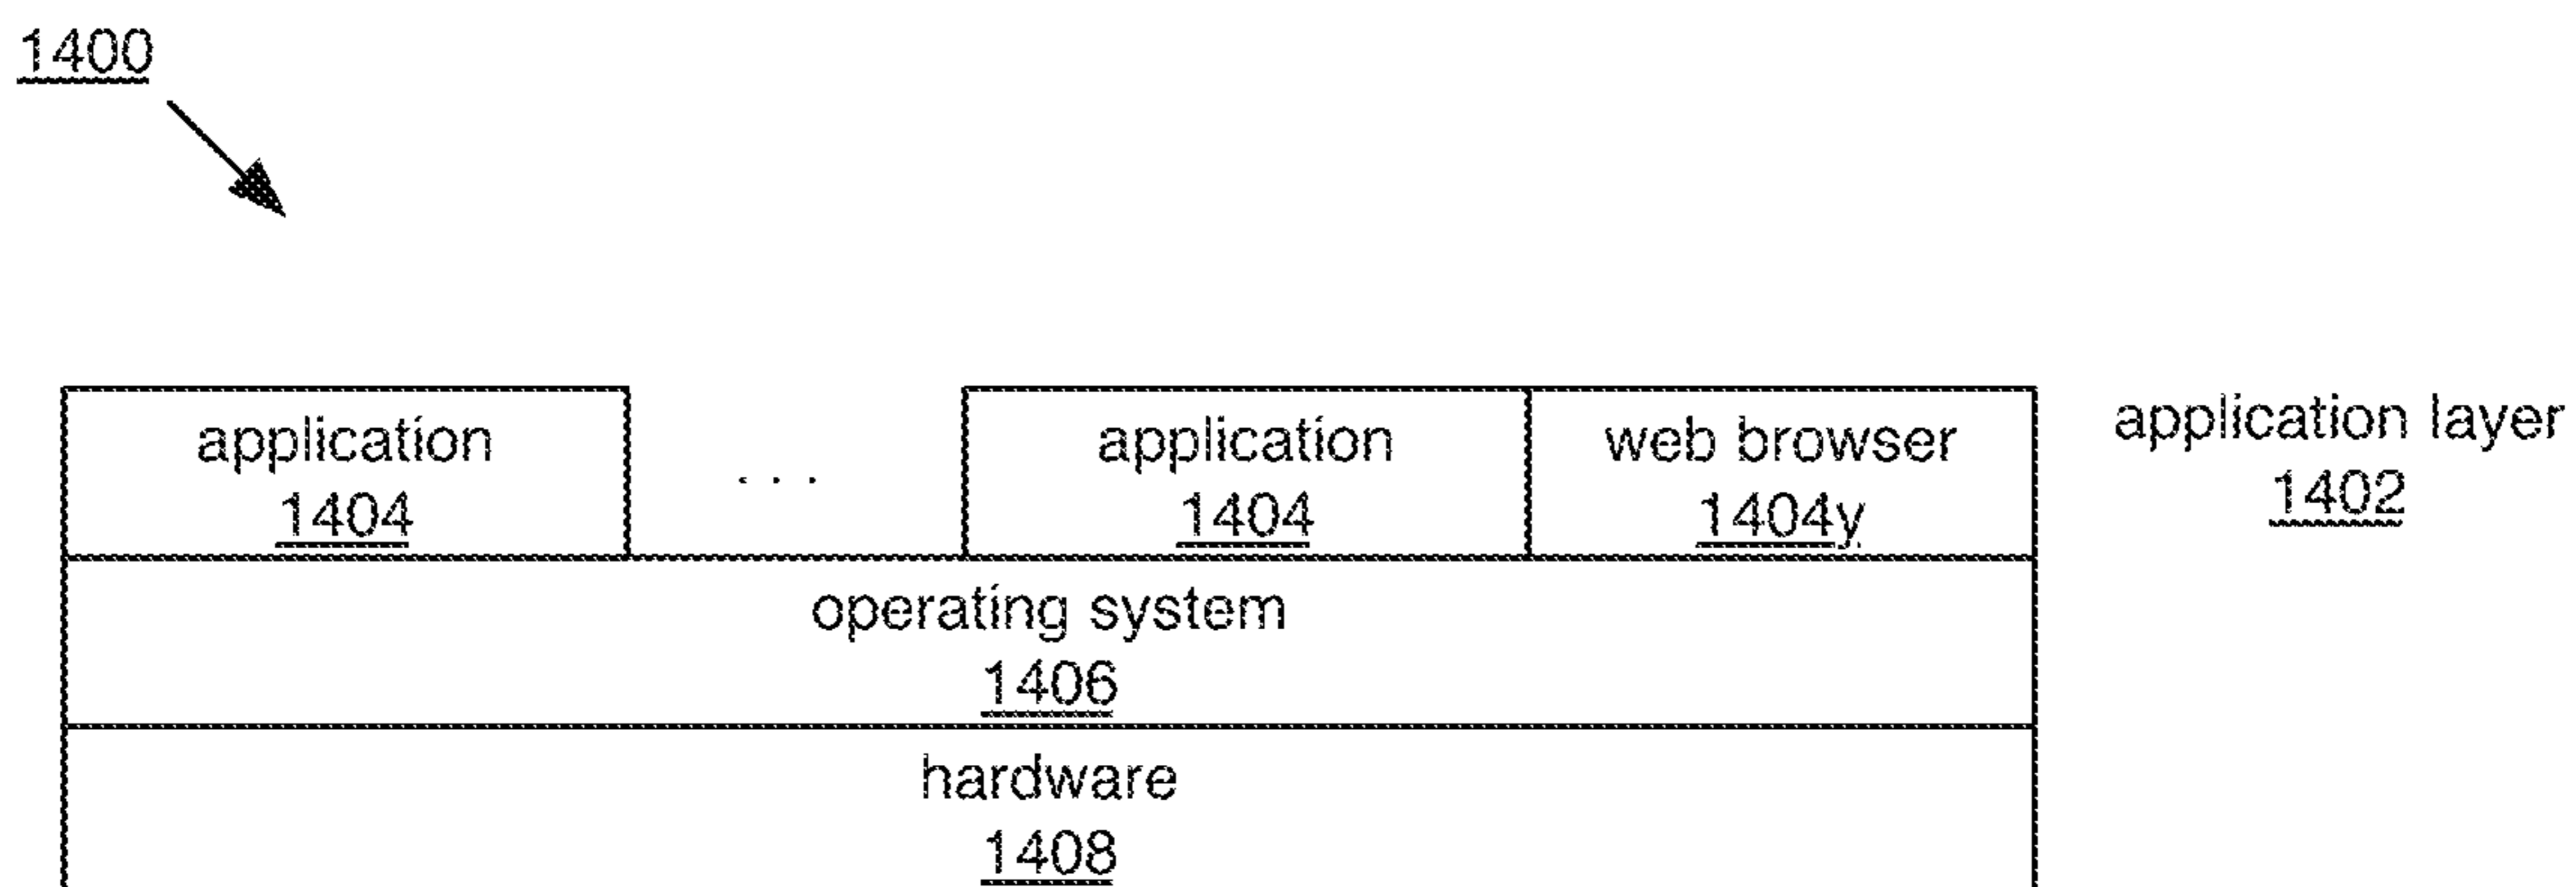 1400
application
1404
. . .
application
1404
web browser
1404y
application layer
1402
operating system
1406
hardware
1408